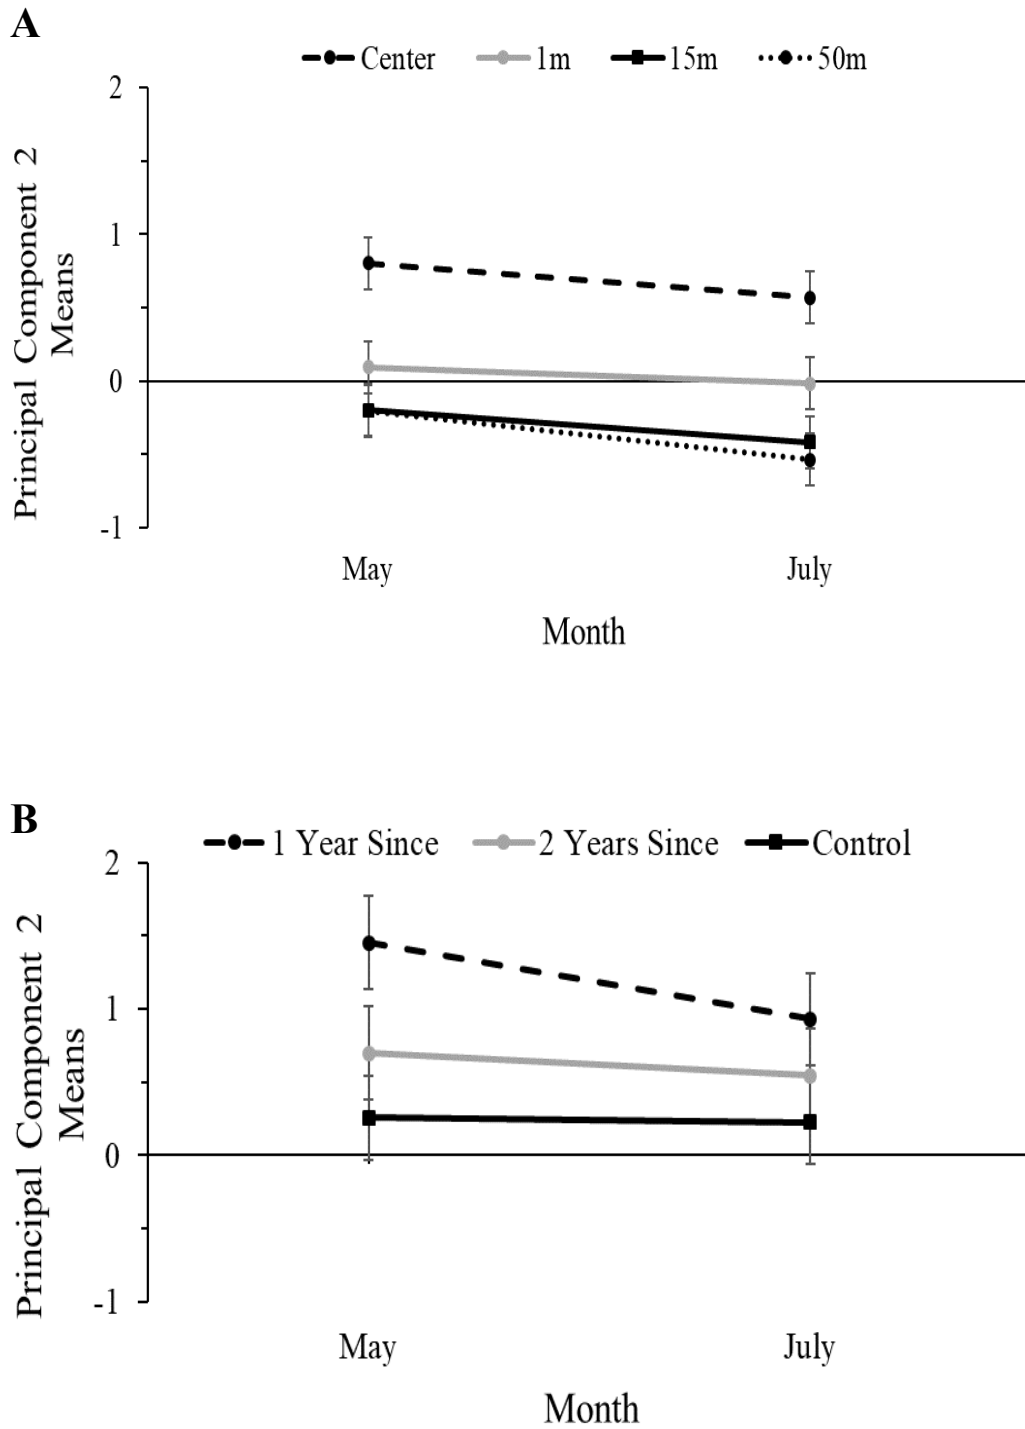 A
Center 1m 15m 50m
2
1
0
-1
Principal Component 2
Means
May July
Month
B
1 Year Since 2 Years Since Control
2
1
0
-1
Principal Component 2
Means
May July
Month